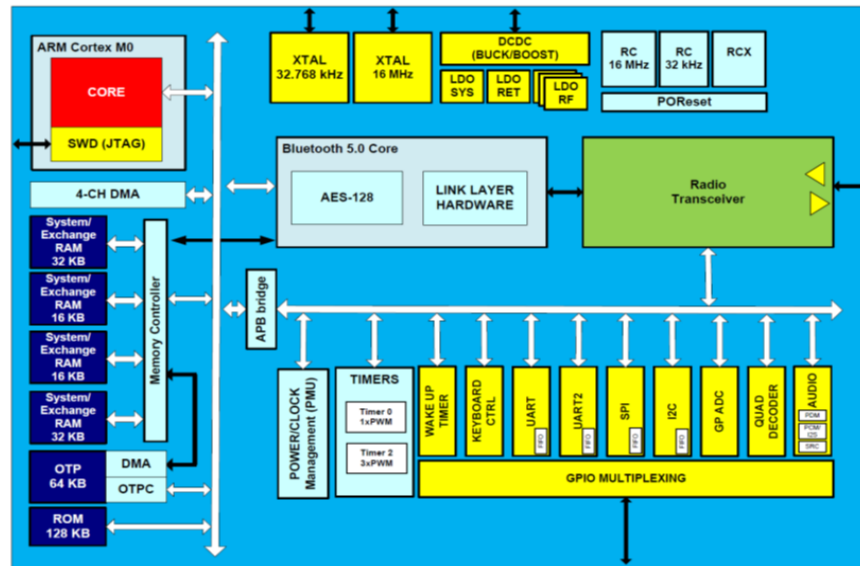 ARM Cortex M0
CORE
SWD (JTAG)
XTAL
32.768 kHz
XTAL
16 MHz
DCDC
(BUCK/BOOST)
LDO
SYS
LDO
RET
LDO
RF
RC
16 MHz
RC
32 kHz
RCX
POReset
4-CH DMA
Bluetooth 5.0 Core
AES-128
LINK LAYER
HARDWARE
Radio
Transceiver
System/
Exchange
RAM
32 KB
System/
Exchange
RAM
16 KB
System/
Exchange
RAM
16 KB
System/
Exchange
RAM
32 KB
Memory Controller
APB bridge
OTP
64 KB
DMA
OTPC
ROM
128 KB
POWER/CLOCK
Management (PMU)
TIMERS
Timer 0
1xPWM
Timer 2
3xPWM
WAKE UP
TIMER
KEYBOARD
CTRL
UART
FIFO
UART2
FIFO
SPI
FIFO
I2C
FIFO
GP ADC
QUAD
DECODER
AUDIO
PDM
PCM/
I2S
SRC
GPIO MULTIPLEXING